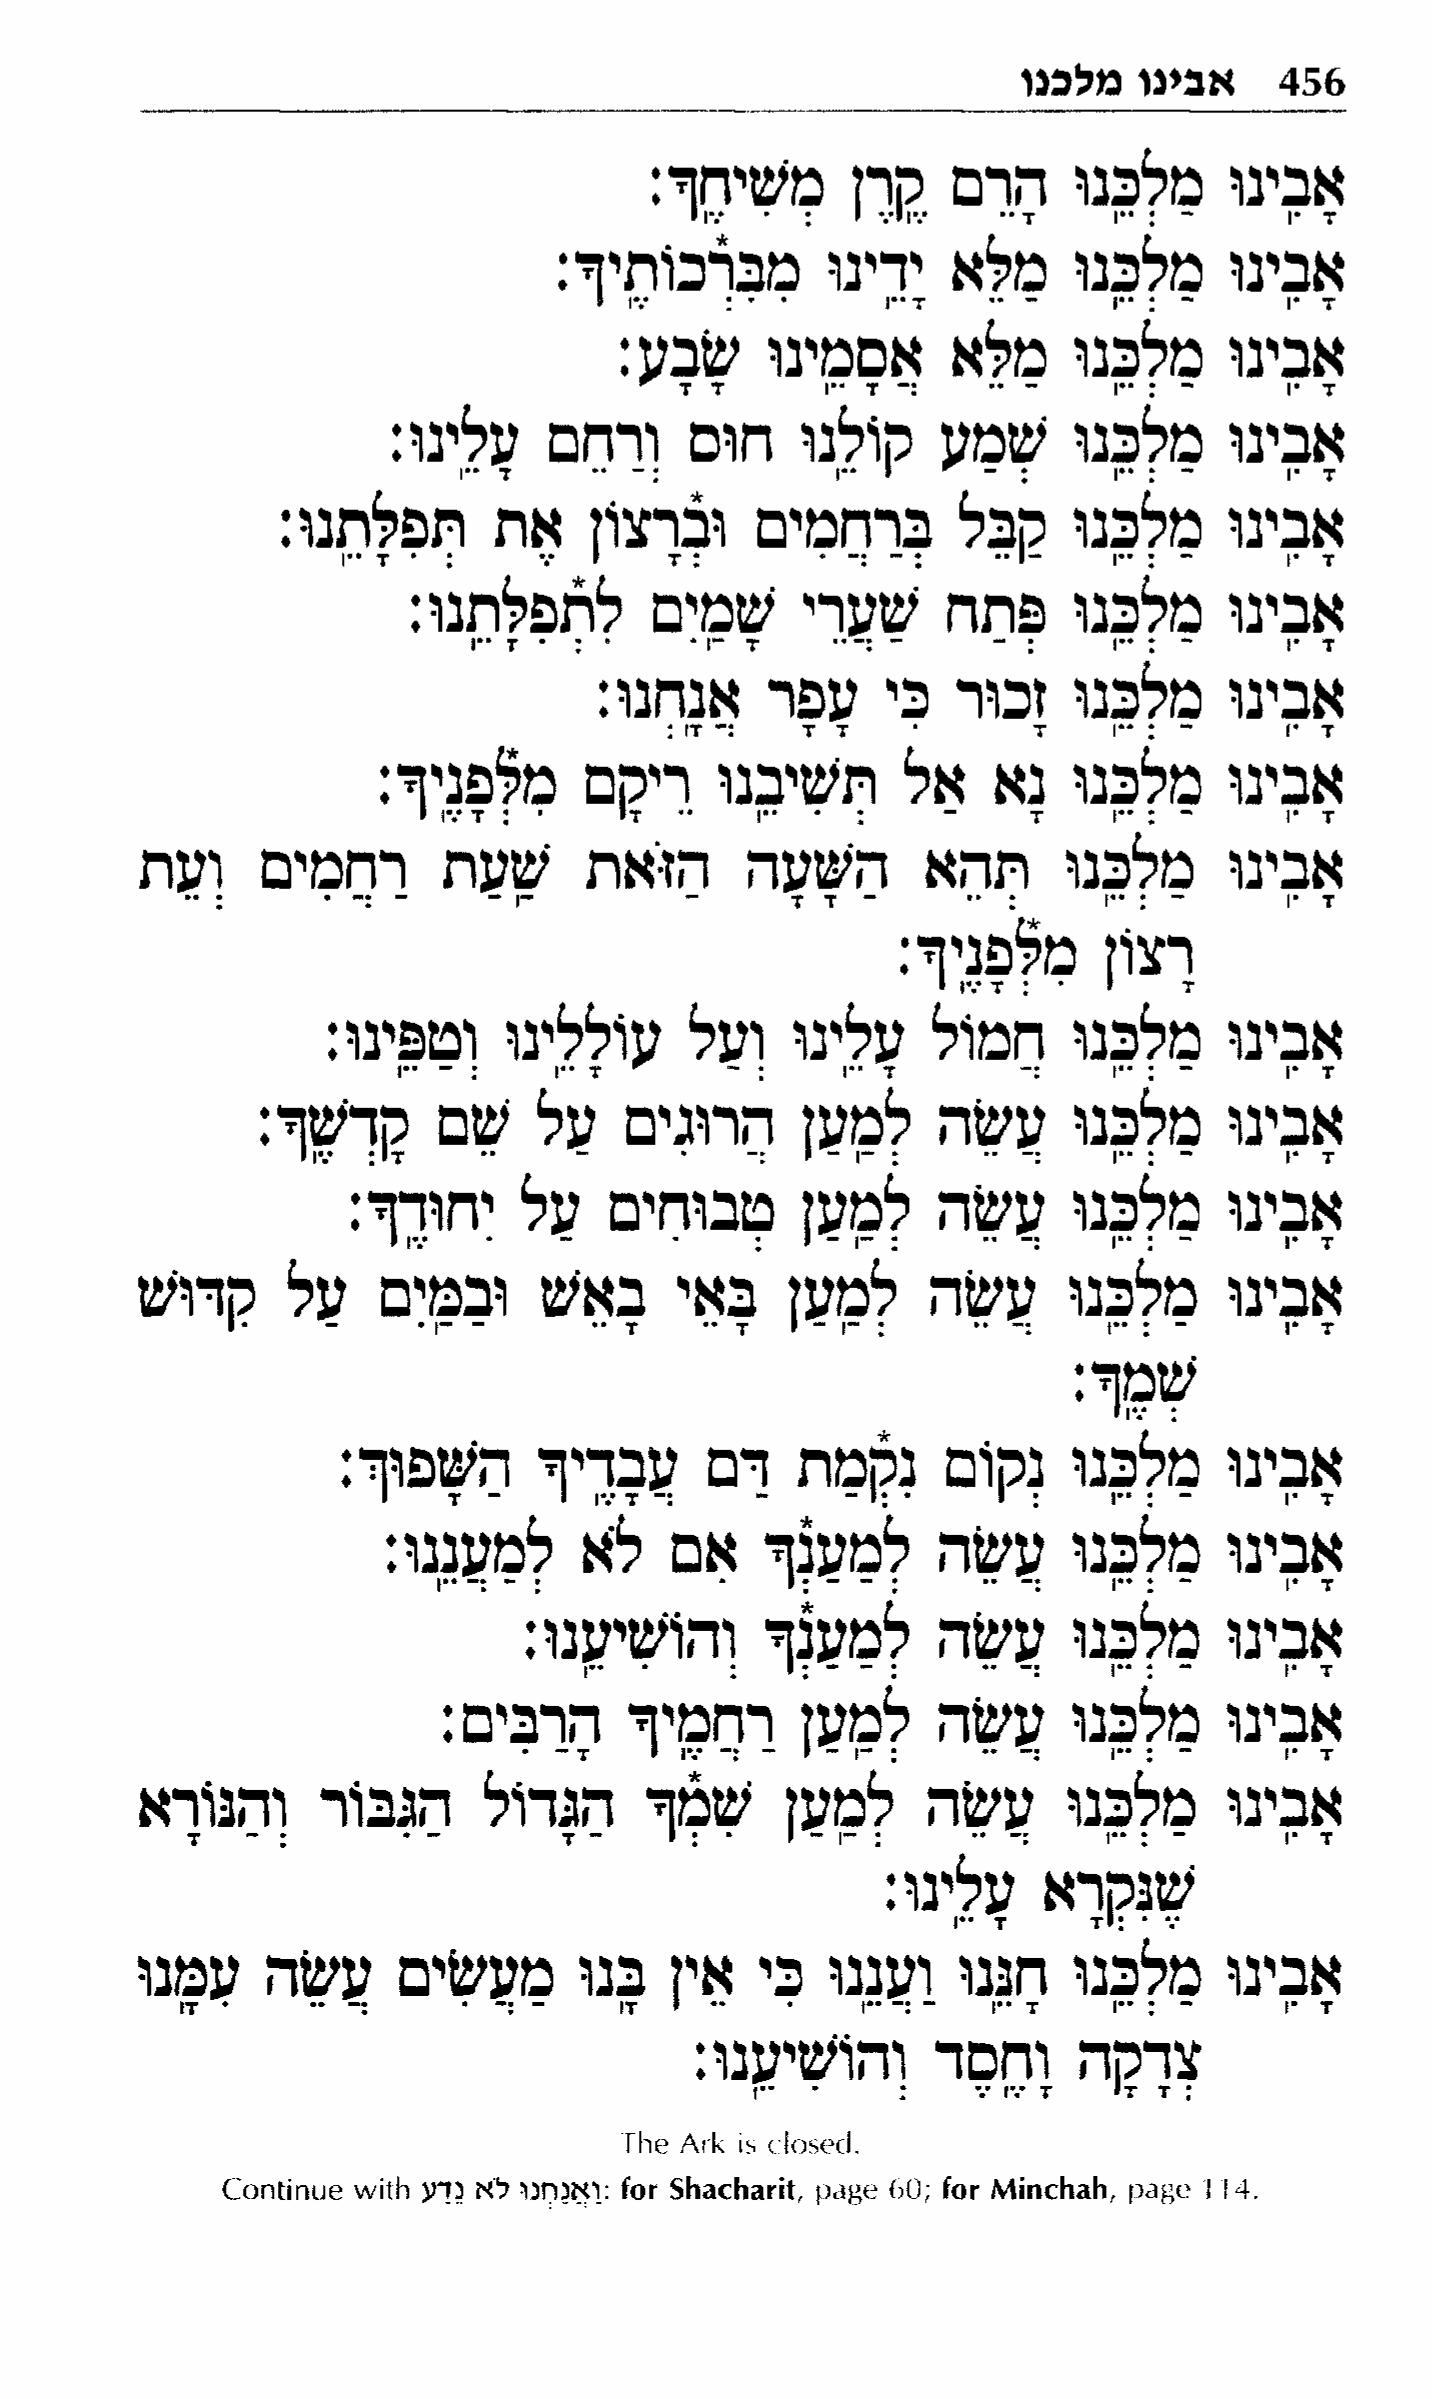 456 אבינו מלכנו
אָבִינוּ מַלְכֵּנוּ הָרֵם קֶרֶן מְשִׁיחֶךָ:
אָבִינוּ מַלְכֵּנוּ מַלֵּא יָדֵינוּ מִבִּרְכוֹתֶיךָ:
אָבִינוּ מַלְכֵּנוּ מַלֵּא אֲסָמֵינוּ שָׂבָע:
אָבִינוּ מַלְכֵּנוּ שְׁמַע קוֹלֵנוּ חוּס וְרַחֵם עָלֵינוּ:
אָבִינוּ מַלְכֵּנוּ קַבֵּל בְּרַחֲמִים וּבְרָצוֹן אֶת תְּפִלָּתֵנוּ:
אָבִינוּ מַלְכֵּנוּ פְּתַח שַׁעֲרֵי שָׁמַיִם לִתְפִלָּתֵנוּ:
אָבִינוּ מַלְכֵּנוּ זָכוּר כִּי עָפָר אֲנָחְנוּ:
אָבִינוּ מַלְכֵּנוּ נָא אַל תְּשִׁיבֵנוּ רֵיקָם מִלְּפָנֶיךָ:
אָבִינוּ מַלְכֵּנוּ תְּהֵא הַשָּׁעָה הַזֹּאת שְׁעַת רַחֲמִים וְעֵת
רָצוֹן מִלְּפָנֶיךָ:
אָבִינוּ מַלְכֵּנוּ חֲמוֹל עָלֵינוּ וְעַל עוֹלָלֵינוּ וְטַפֵּינוּ:
אָבִינוּ מַלְכֵּנוּ עֲשֵׂה לְמַעַן הֲרוּגִים עַל שֵׁם קָדְשֶׁךָ:
אָבִינוּ מַלְכֵּנוּ עֲשֵׂה לְמַעַן טְבוּחִים עַל יִחוּדֶךָ:
אָבִינוּ מַלְכֵּנוּ עֲשֵׂה לְמַעַן בָּאֵי בָאֵשׁ וּבַמַּיִם עַל קִדּוּשׁ
שְׁמֶךָ:
אָבִינוּ מַלְכֵּנוּ נְקוֹם נִקְמַת דַּם עֲבָדֶיךָ הַשָּׁפוּךְ:
אָבִינוּ מַלְכֵּנוּ עֲשֵׂה לְמַעַנְךָ אִם לֹא לְמַעֲנֵנוּ:
אָבִינוּ מַלְכֵּנוּ עֲשֵׂה לְמַעַנְךָ וְהוֹשִׁיעֵנוּ:
אָבִינוּ מַלְכֵּנוּ עֲשֵׂה לְמַעַן רַחֲמֶיךָ הָרַבִּים:
אָבִינוּ מַלְכֵּנוּ עֲשֵׂה לְמַעַן שִׁמְךָ הַגָּדוֹל הַגִּבּוֹר וְהַנּוֹרָא
שֶׁנִּקְרָא עָלֵינוּ:
אָבִינוּ מַלְכֵּנוּ חָנֵּנוּ וַעֲנֵנוּ כִּי אֵין בָּנוּ מַעֲשִׂים עֲשֵׂה עִמָּנוּ
צְדָקָה וָחֶסֶד וְהוֹשִׁיעֵנוּ:
The Ark is closed.
Continue with וַאֲנַחְנוּ לֹא נֵדַע: for Shacharit, page 60; for Minchah, page 114.